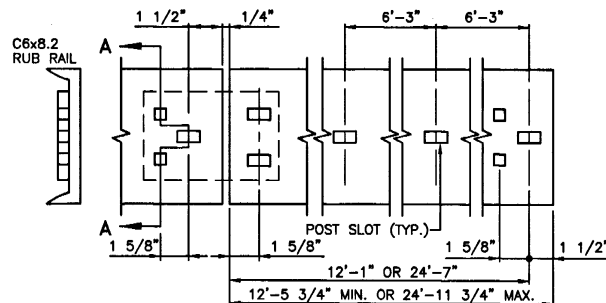 1 1/2" 1/4" 6'-3" 6'-3"
C6x8.2
RUB RAIL
A
A
POST SLOT (TYP.)
1 5/8" 1 5/8" 1 5/8" 1 1/2"
12'-1" OR 24'-7"
12'-5 3/4" MIN. OR 24'-11 3/4" MAX.